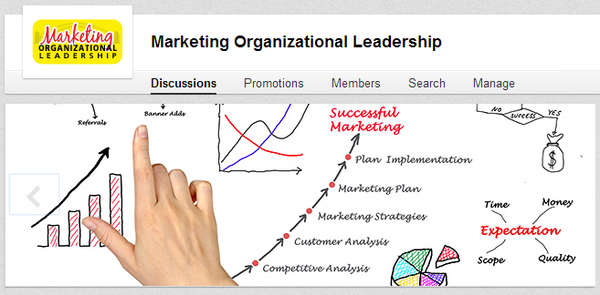 Marketing
ORGANIZATIONAL
LEADERSHIP
Marketing Organizational Leadership
Discussions Promotions Members Search Manage
Referrals
Banner Adds
Successful
Marketing
Plan Implementation
Marketing Plan
Marketing Strategies
Customer Analysis
Competitive Analysis
No success YES
$
Time Money
Expectation
Scope Quality